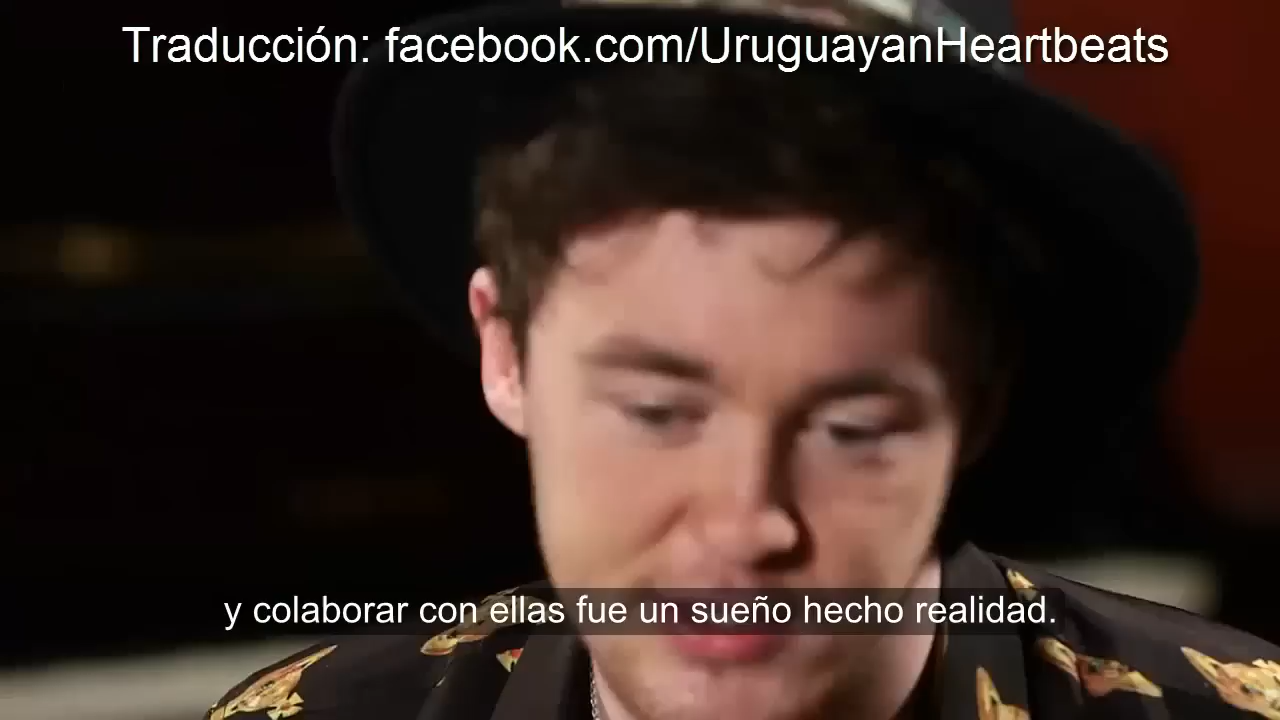 Traducción: facebook.com/UruguayanHeartbeats
y colaborar con ellas fue un sueño hecho realidad.